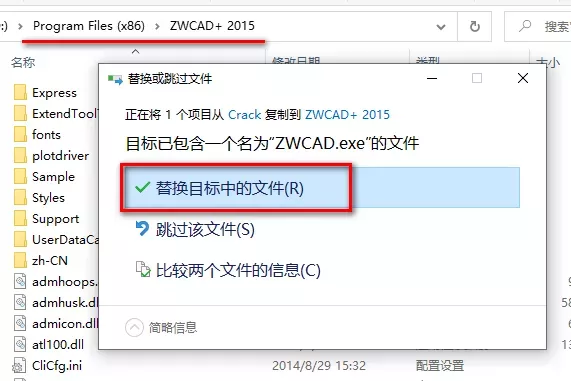 :) › Program Files (x86) › ZWCAD+ 2015
搜索
名称
修改日期
类型
大小
Express
ExtendToolT
fonts
plotdriver
Sample
Styles
Support
UserDataCa
zh-CN
admhoops.
admhusk.dl
admicon.dl
atl100.dll
CliCfg.ini
2014/8/29 15:32
配置设置
替换或跳过文件
正在将 1 个项目从 Crack 复制到 ZWCAD+ 2015
目标已包含一个名为"ZWCAD.exe"的文件
替换目标中的文件(R)
跳过该文件(S)
比较两个文件的信息(C)
简略信息